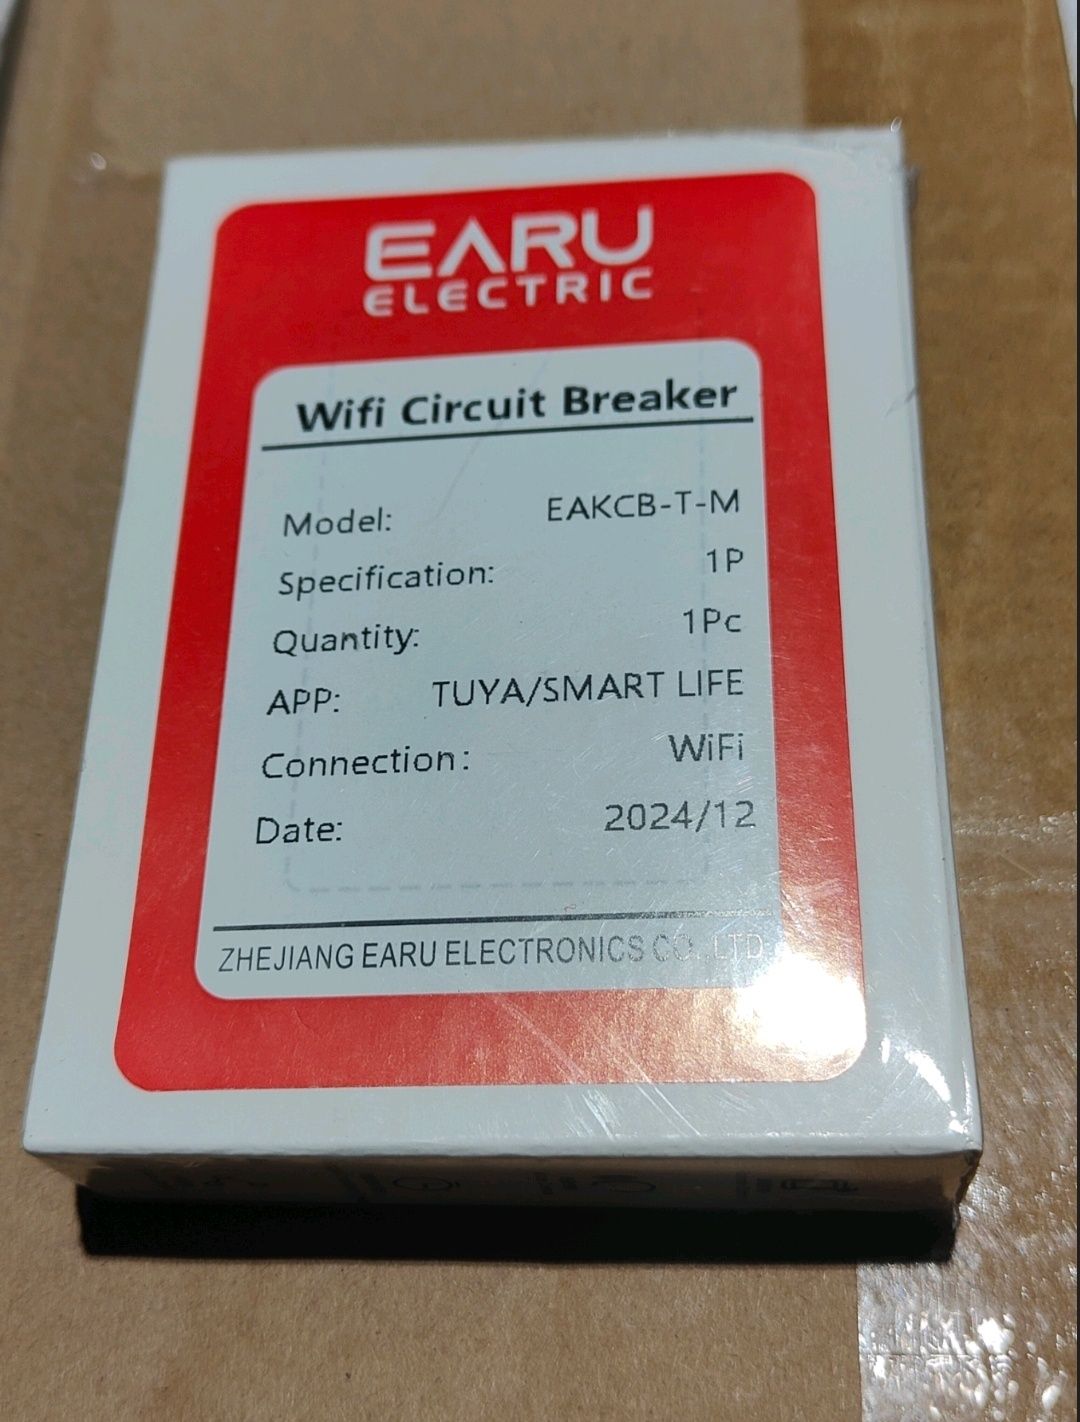 EARU
ELECTRIC
Wifi Circuit Breaker
Model: EAKCB-T-M
Specification: 1P
Quantity: 1Pc
APP: TUYA/SMART LIFE
Connection: WiFi
Date: 2024/12
ZHEJIANG EARU ELECTRONICS CO.,LTD